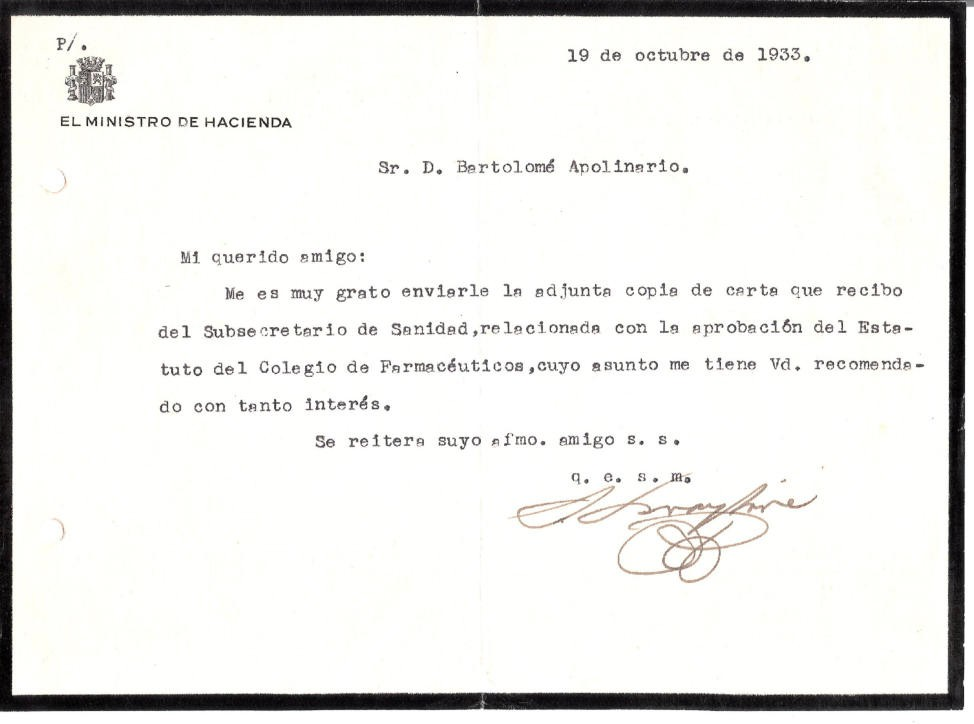 P/.
19 de octubre de 1933.
EL MINISTRO DE HACIENDA
Sr. D. Bartolomé Apolinario.
Mi querido amigo:
Me es muy grato enviarle la adjunta copia de carta que recibo
del Subsecretario de Sanidad,relacionada con la aprobación del Esta-
tuto del Colegio de Farmacéuticos,cuyo asunto me tiene Vd. recomenda-
do con tanto interés.
Se reitera suyo afmo. amigo s. s.
q. e. s. m.